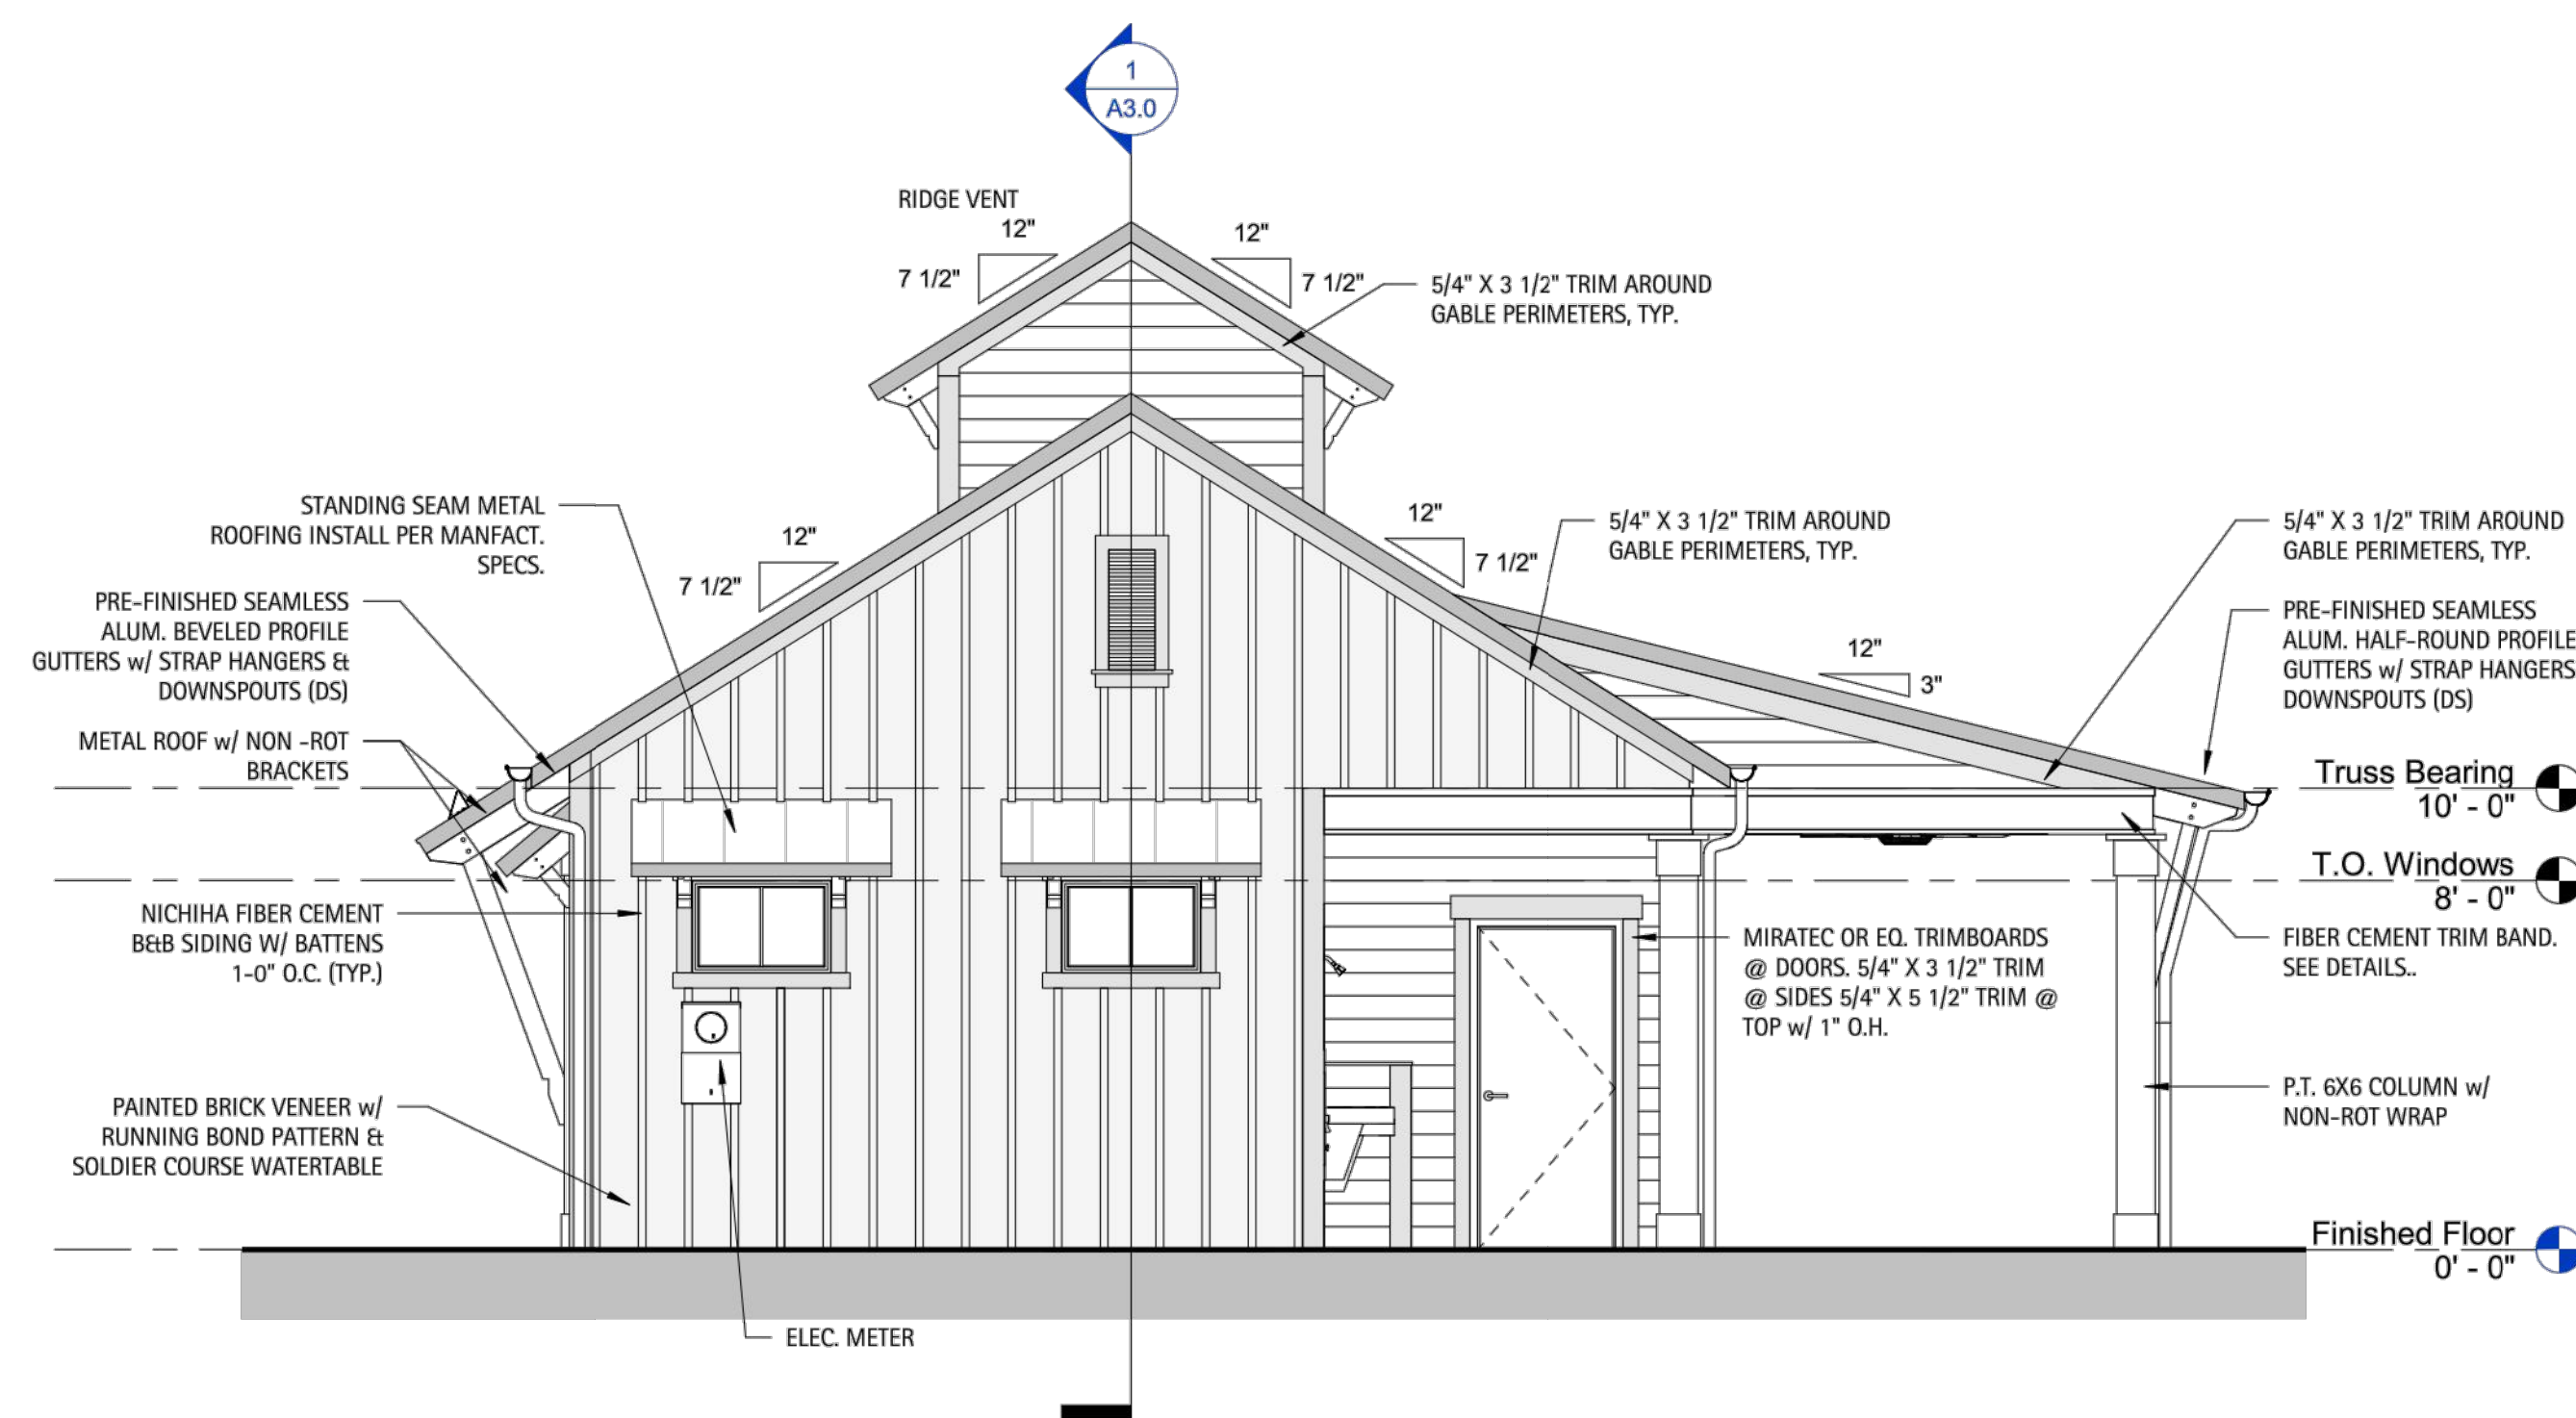 1
A3.0
RIDGE VENT
12"
7 1/2"
12"
7 1/2"
5/4" X 3 1/2" TRIM AROUND
GABLE PERIMETERS, TYP.
STANDING SEAM METAL
ROOFING INSTALL PER MANFACT.
SPECS.
12"
7 1/2"
12"
7 1/2"
5/4" X 3 1/2" TRIM AROUND
GABLE PERIMETERS, TYP.
5/4" X 3 1/2" TRIM AROUND
GABLE PERIMETERS, TYP.
PRE-FINISHED SEAMLESS
ALUM. BEVELED PROFILE
GUTTERS w/ STRAP HANGERS &
DOWNSPOUTS (DS)
12"
3"
PRE-FINISHED SEAMLESS
ALUM. HALF-ROUND PROFILE
GUTTERS w/ STRAP HANGERS
DOWNSPOUTS (DS)
METAL ROOF w/ NON -ROT
BRACKETS
Truss Bearing
10' - 0"
T.O. Windows
8' - 0"
NICHIHA FIBER CEMENT
B&B SIDING W/ BATTENS
1-0" O.C. (TYP.)
MIRATEC OR EQ. TRIMBOARDS
@ DOORS. 5/4" X 3 1/2" TRIM
@ SIDES 5/4" X 5 1/2" TRIM @
TOP w/ 1" O.H.
FIBER CEMENT TRIM BAND.
SEE DETAILS..
PAINTED BRICK VENEER w/
RUNNING BOND PATTERN &
SOLDIER COURSE WATERTABLE
P.T. 6X6 COLUMN w/
NON-ROT WRAP
Finished Floor
0' - 0"
ELEC. METER